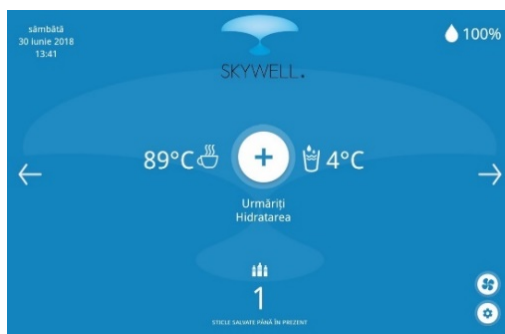 sâmbătă
30 iunie 2018
13:41
100%
SKYWELL.
89°C
4°C
Urmăriți
Hidratarea
1
STICLE SALVATE PÂNĂ ÎN PREZENT